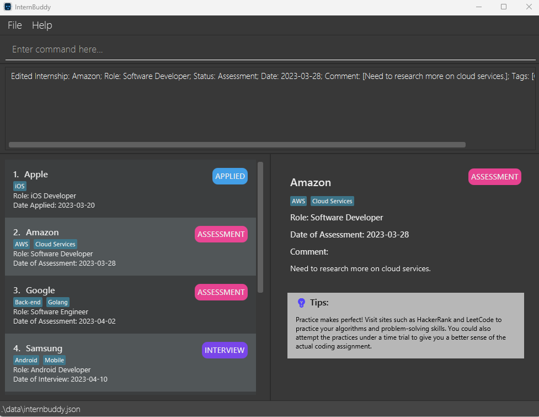 InternBuddy
File Help
Enter command here...
Edited Internship: Amazon; Role: Software Developer; Status: Assessment; Date: 2023-03-28; Comment: [Need to research more on cloud services.]; Tags: [
1. Apple
APPLIED
iOS
Role: iOS Developer
Date Applied: 2023-03-20
2. Amazon
ASSESSMENT
AWS Cloud Services
Role: Software Developer
Date of Assessment: 2023-03-28
3. Google
ASSESSMENT
Back-end Golang
Role: Software Engineer
Date of Assessment: 2023-04-02
4. Samsung
INTERVIEW
Android Mobile
Role: Android Developer
Date of Interview: 2023-04-10
ASSESSMENT
Amazon
AWS Cloud Services
Role: Software Developer
Date of Assessment: 2023-03-28
Comment:
Need to research more on cloud services.
Tips:
Practice makes perfect! Visit sites such as HackerRank and LeetCode to
practice your algorithms and problem-solving skills. You could also
attempt the practices under a time trial to give you a better sense of the
actual coding assignment.
.\data\internbuddy.json